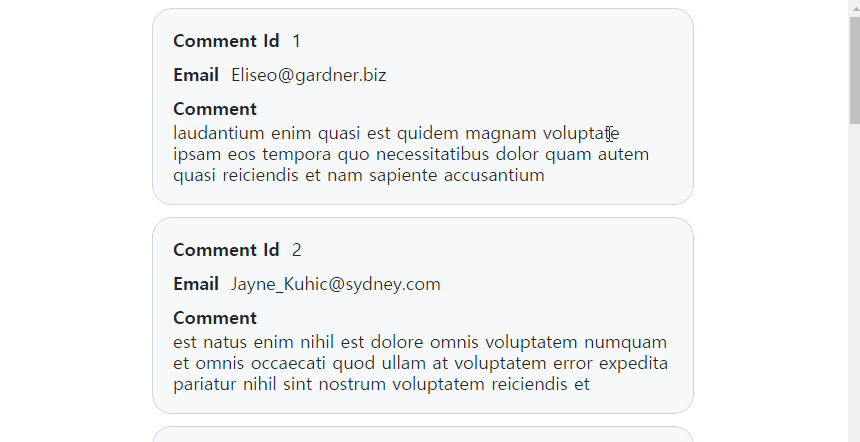 Comment Id 1
Email Eliseo@gardner.biz
Comment
laudantium enim quasi est quidem magnam voluptate
ipsam eos tempora quo necessitatibus dolor quam autem
quasi reiciendis et nam sapiente accusantium
Comment Id 2
Email Jayne_Kuhic@sydney.com
Comment
est natus enim nihil est dolore omnis voluptatem numquam
et omnis occaecati quod ullam at voluptatem error expedita
pariatur nihil sint nostrum voluptatem reiciendis et